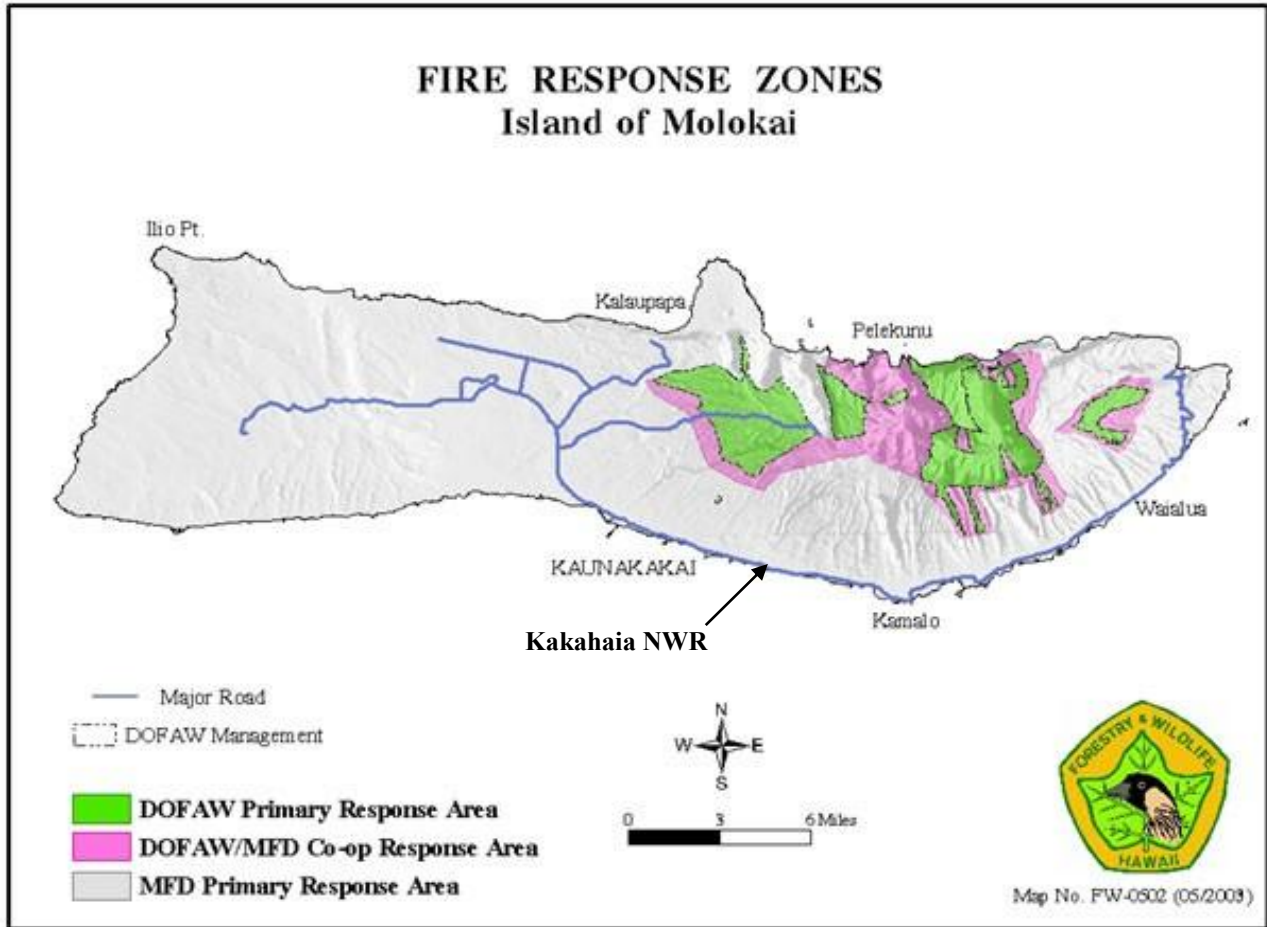 FIRE RESPONSE ZONES
Island of Molokai
Ilio Pt.
Kalaupapa
Pelekunu
Waialua
KAUNAKAKAI
Kamalo
Kakahaia NWR
Major Road
DOFAW Management
DOFAW Primary Response Area
DOFAW/MFD Co-op Response Area
MFD Primary Response Area
N
W E
S
0 3 6 Miles
FORESTRY & WILDLIFE
HAWAII
Map No. FW-0502 (05/2003)